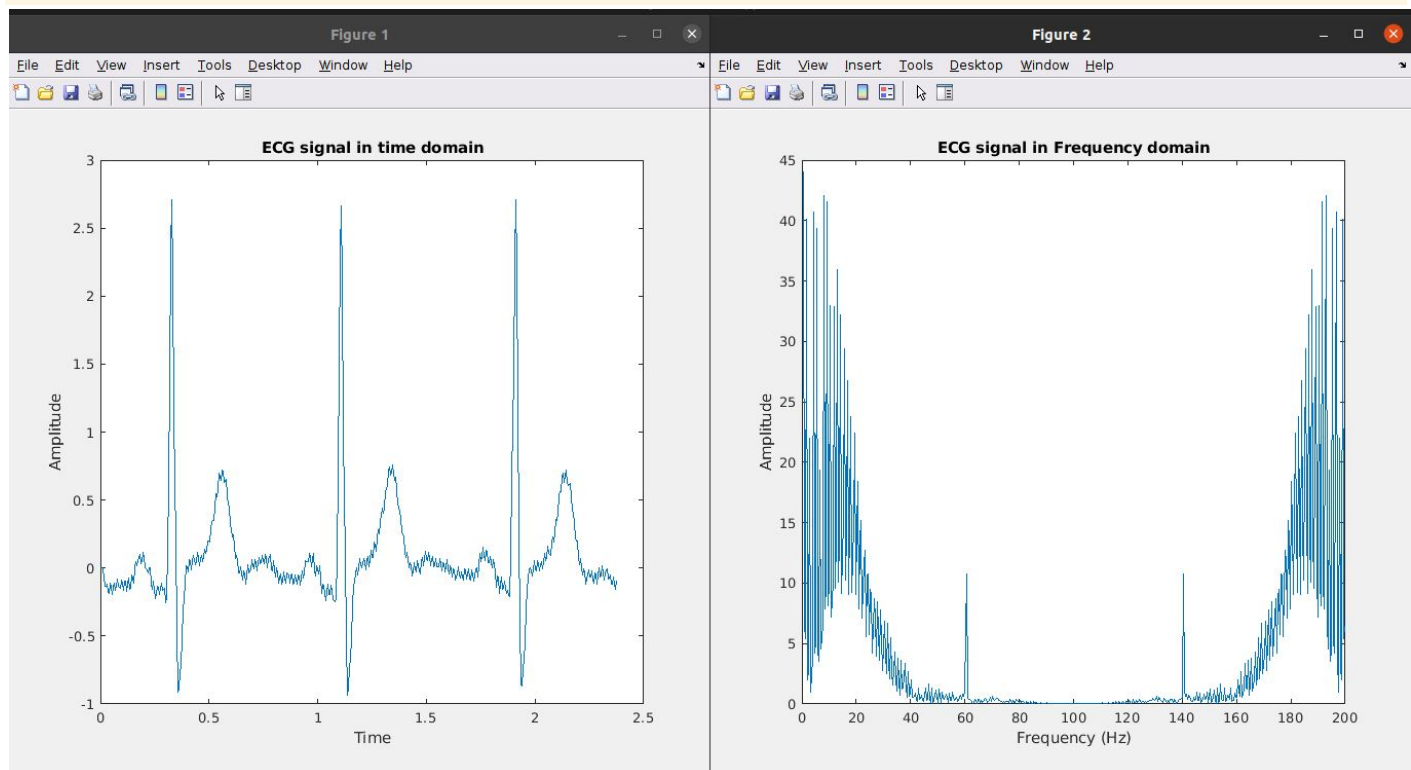 Figure 1
File Edit View Insert Tools Desktop Window Help
ECG signal in time domain
3
2.5
2
1.5
1
0.5
0
-0.5
-1
Amplitude
0 0.5 1 1.5 2 2.5
Time
Figure 2
File Edit View Insert Tools Desktop Window Help
ECG signal in Frequency domain
45
40
35
30
25
20
15
10
5
0
Amplitude
0 20 40 60 80 100 120 140 160 180 200
Frequency (Hz)